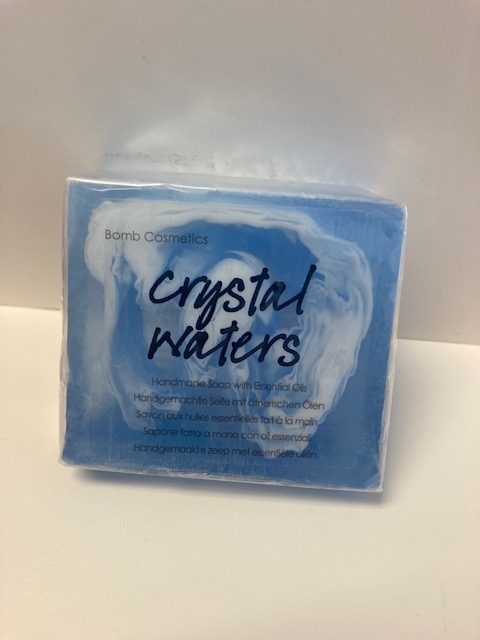 Bomb Cosmetics
crystal
waters
Handmade Soap with Essential Oils
Handgemachte Seife mit ätherischen Ölen
Savon aux huiles essentielles fait à la main
Sapone fatto a mano con oli essenziali
Handgemaakte zeep met essentiële oliën.